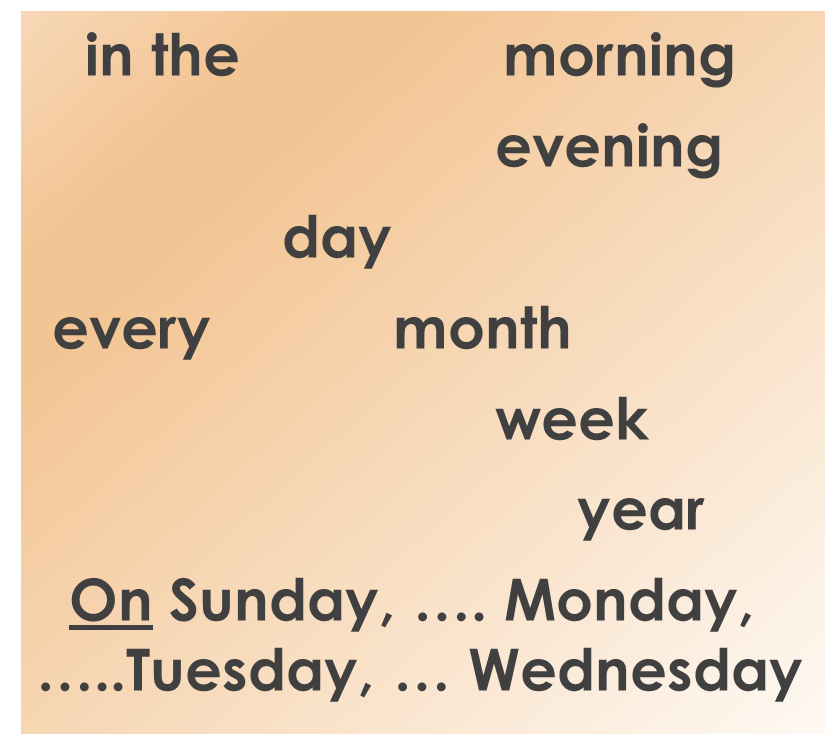 in the morning
evening
day
every month
week
year
On Sunday, …. Monday,
…..Tuesday, … Wednesday